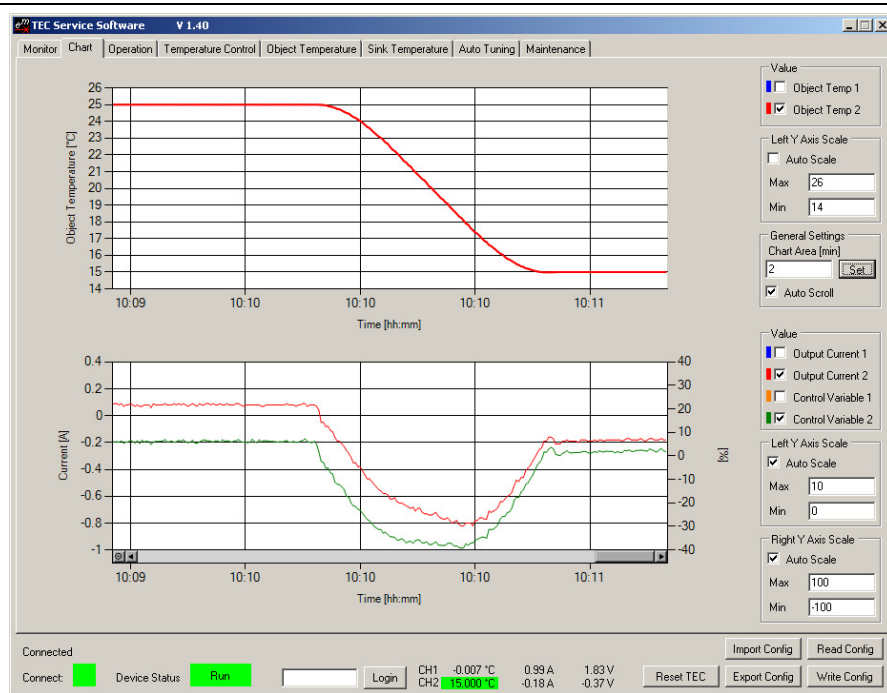 TEC Service Software V 1.40
Monitor Chart Operation Temperature Control Object Temperature Sink Temperature Auto Tuning Maintenance
Object Temperature [°C]
26
25
24
23
22
21
20
19
18
17
16
15
14
10:09 10:10 10:10 10:10 10:11
Time [hh:mm]
Value
Object Temp 1
Object Temp 2
Left Y Axis Scale
Auto Scale
Max 26
Min 14
General Settings
Chart Area [min]
2 Set
Auto Scroll
Current [A]
0.4
0.2
0
-0.2
-0.4
-0.6
-0.8
-1
40
30
20
10
0
-10
-20
-30
-40
[%]
10:09 10:10 10:10 10:10 10:11
Time [hh:mm]
Value
Output Current 1
Output Current 2
Control Variable 1
Control Variable 2
Left Y Axis Scale
Auto Scale
Max 10
Min 0
Right Y Axis Scale
Auto Scale
Max 100
Min -100
Connected
Connect: Device Status Run Login
CH1 -0.007 °C 0.99 A 1.83 V
CH2 15.000 °C -0.18 A -0.37 V
Reset TEC
Import Config Read Config
Export Config Write Config